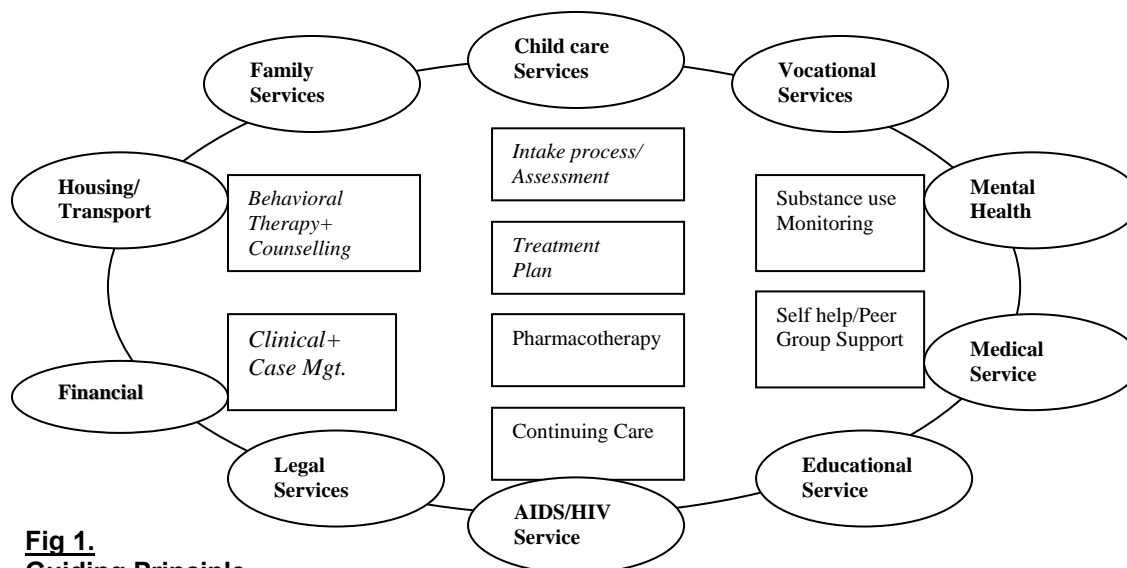 Child care
Services
Family
Services
Vocational
Services
Intake process/
Assessment
Housing/
Transport
Behavioral
Therapy+
Counselling
Substance use
Monitoring
Mental
Health
Treatment
Plan
Clinical+
Case Mgt.
Pharmacotherapy
Self help/Peer
Group Support
Medical
Service
Financial
Continuing Care
Legal
Services
Educational
Service
AIDS/HIV
Service
Fig 1.
Guiding Principle